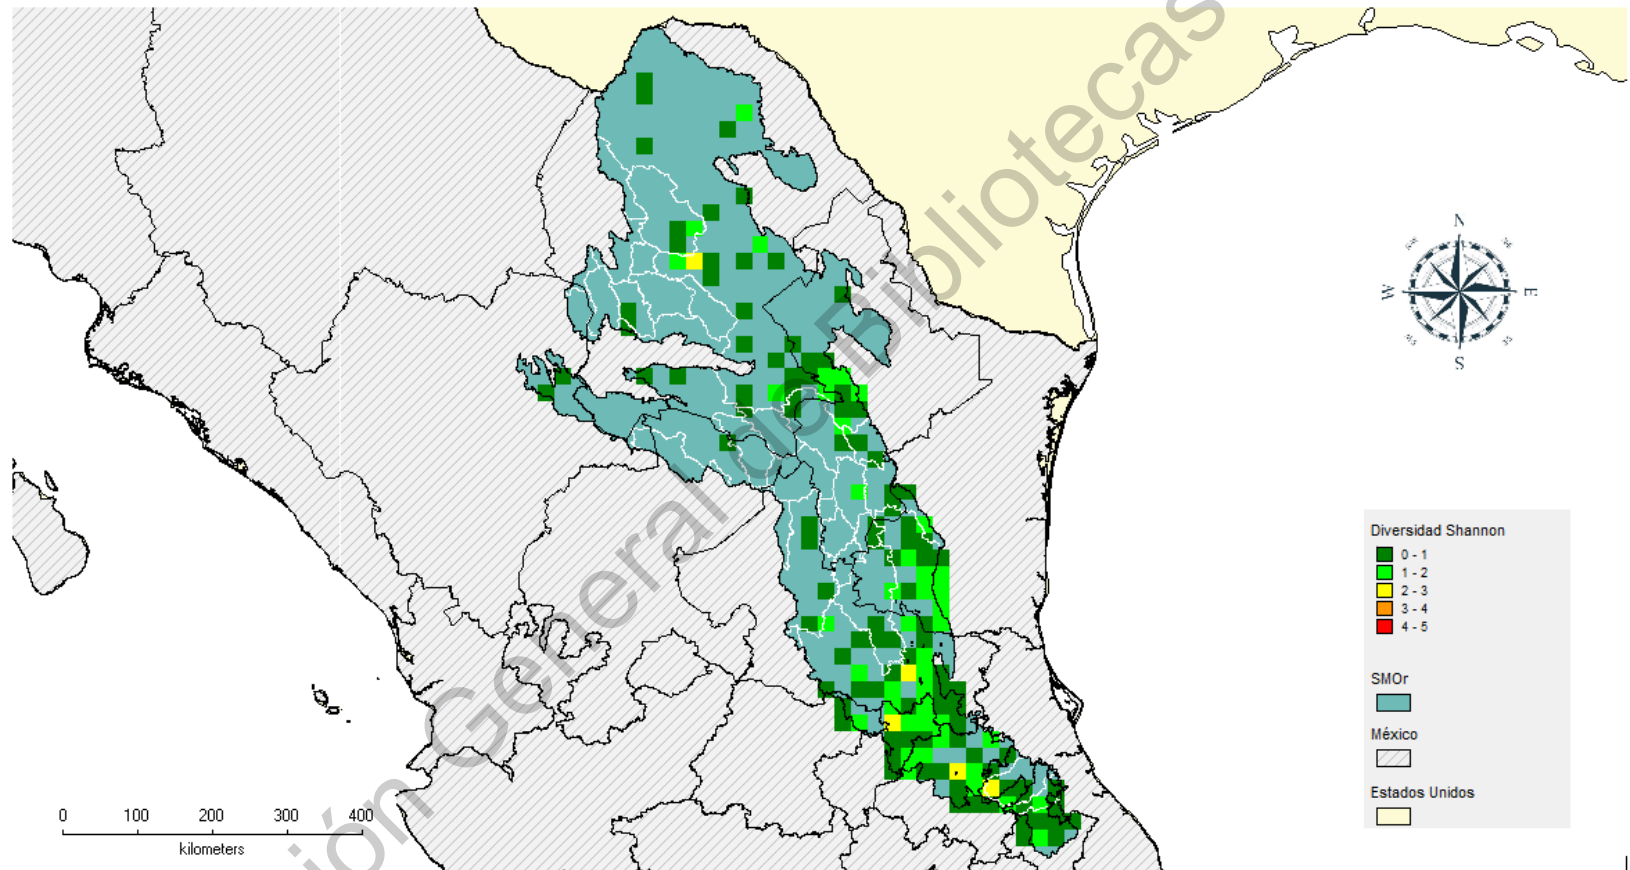 ión General de Bibliotecas
N
W
E
S
Diversidad Shannon
0 - 1
1 - 2
2 - 3
3 - 4
4 - 5
SMOr
México
Estados Unidos
0 100 200 300 400
kilometers